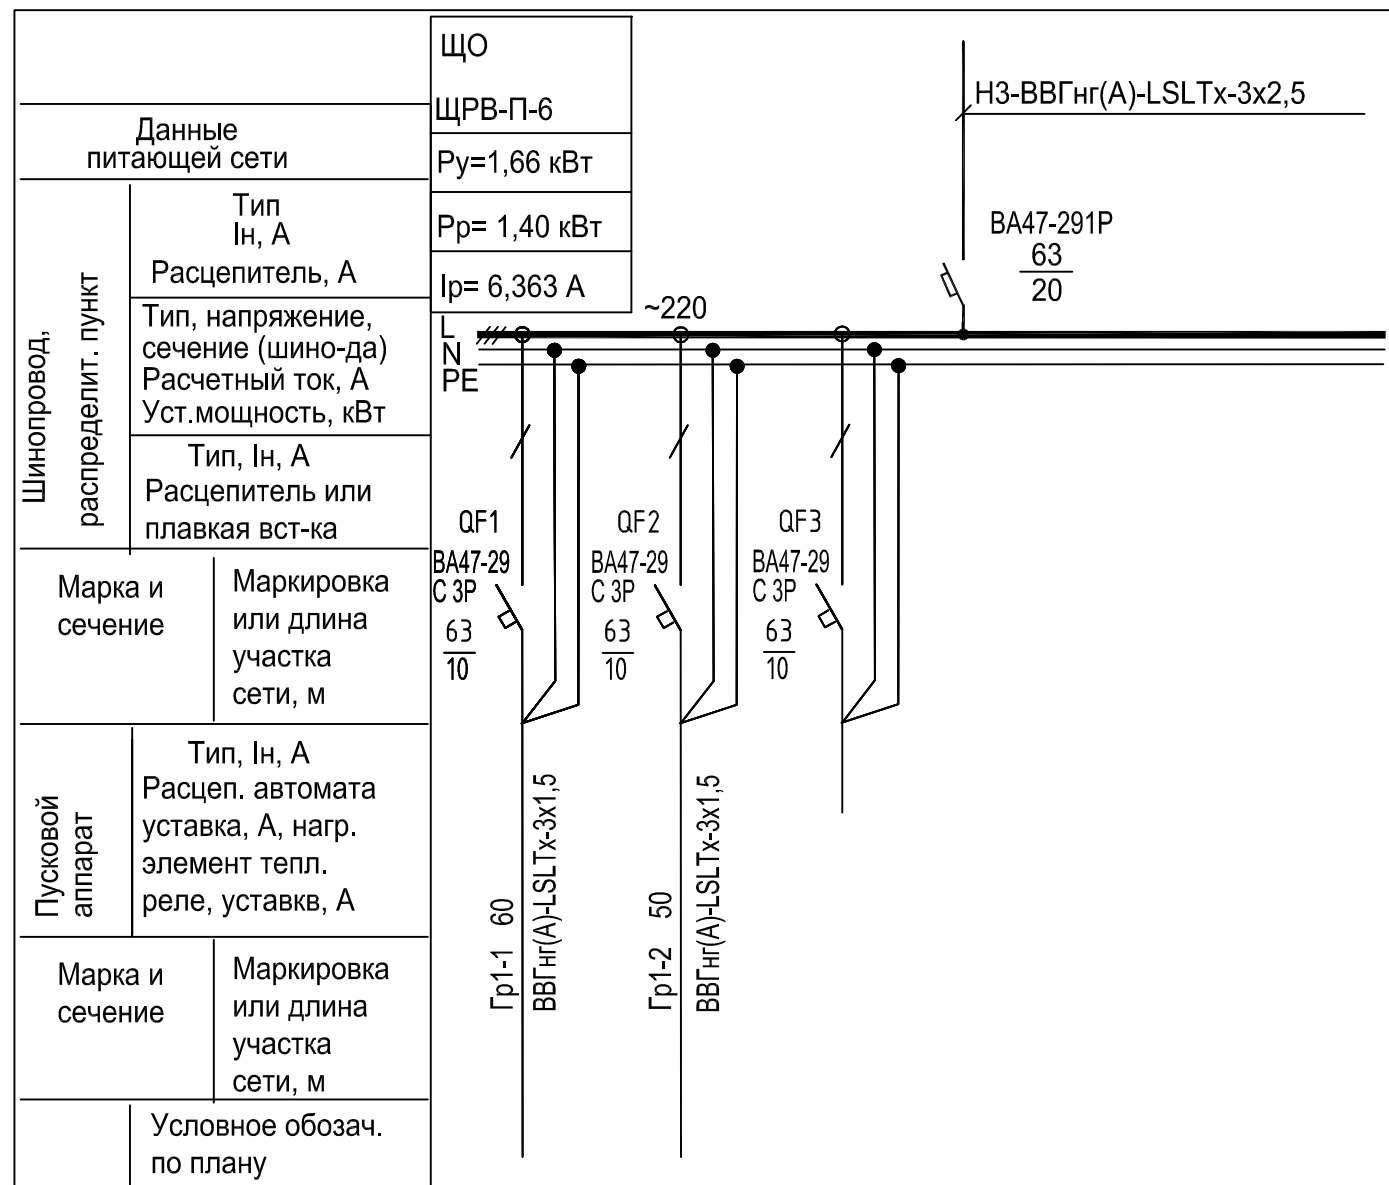 ЩО
ЩРВ-П-6
Ру=1,66 кВт
Рр= 1,40 кВт
Iр= 6,363 А
Н3-ВВГнг(А)-LSLTx-3х2,5
ВА47-291Р
63
20
~220
L
N
PE
Данные
питающей сети
Шинопровод,
распределит. пункт
Тип
Iн, А
Расцепитель, А
Тип, напряжение,
сечение (шино-да)
Расчетный ток, А
Уст.мощность, кВт
Тип, Iн, А
Расцепитель или
плавкая вст-ка
QF1
ВА47-29
С 3Р
63
10
QF2
ВА47-29
С 3Р
63
10
QF3
ВА47-29
С 3Р
63
10
Марка и
сечение
Маркировка
или длина
участка
сети, м
Пусковой
аппарат
Тип, Iн, А
Расцеп. автомата
уставка, А, нагр.
элемент тепл.
реле, уставкв, А
Гр1-1 60
ВВГнг(А)-LSLTx-3х1,5
Гр1-2 50
ВВГнг(А)-LSLTx-3х1,5
Марка и
сечение
Маркировка
или длина
участка
сети, м
Условное обозач.
по плану